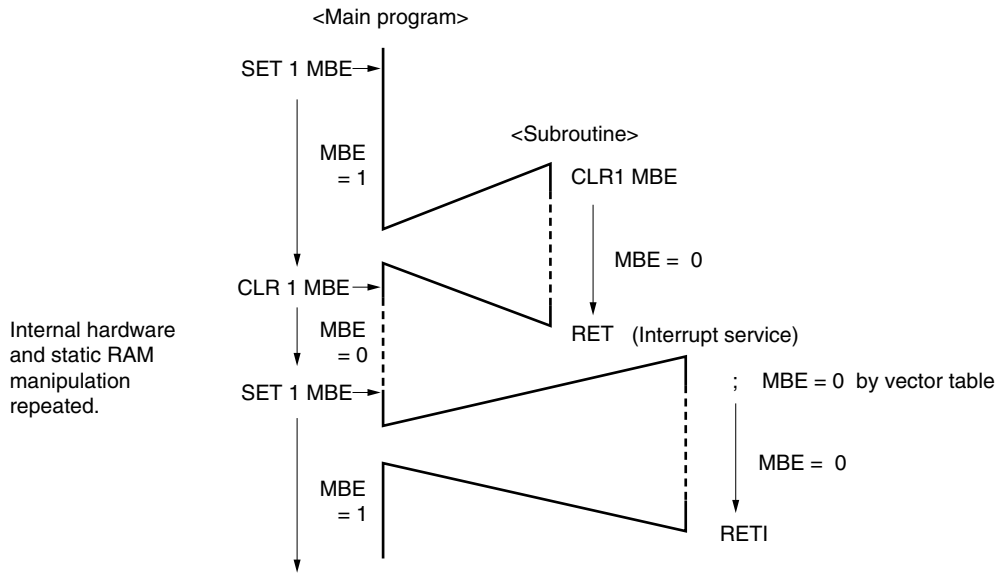 <Main program>
SET 1 MBE
<Subroutine>
MBE
= 1
CLR1 MBE
MBE = 0
CLR 1 MBE
Internal hardware
and static RAM
manipulation
repeated.
MBE
= 0
RET (Interrupt service)
SET 1 MBE
; MBE = 0 by vector table
MBE = 0
MBE
= 1
RETI